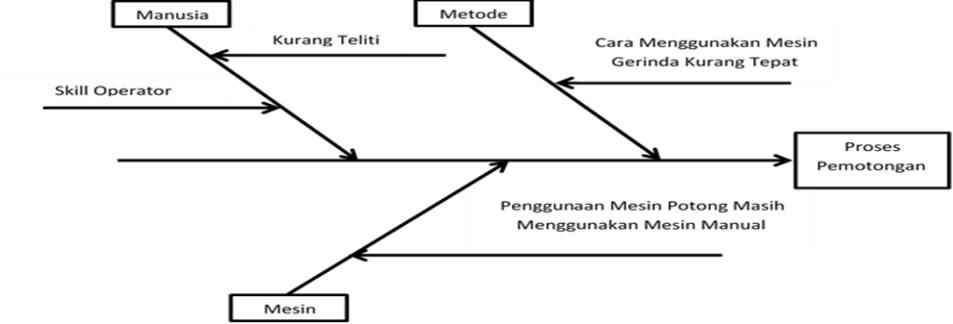 Manusia
Metode
Kurang Teliti
Cara Menggunakan Mesin
Gerinda Kurang Tepat
Skill Operator
Proses
Pemotongan
Penggunaan Mesin Potong Masih
Menggunakan Mesin Manual
Mesin